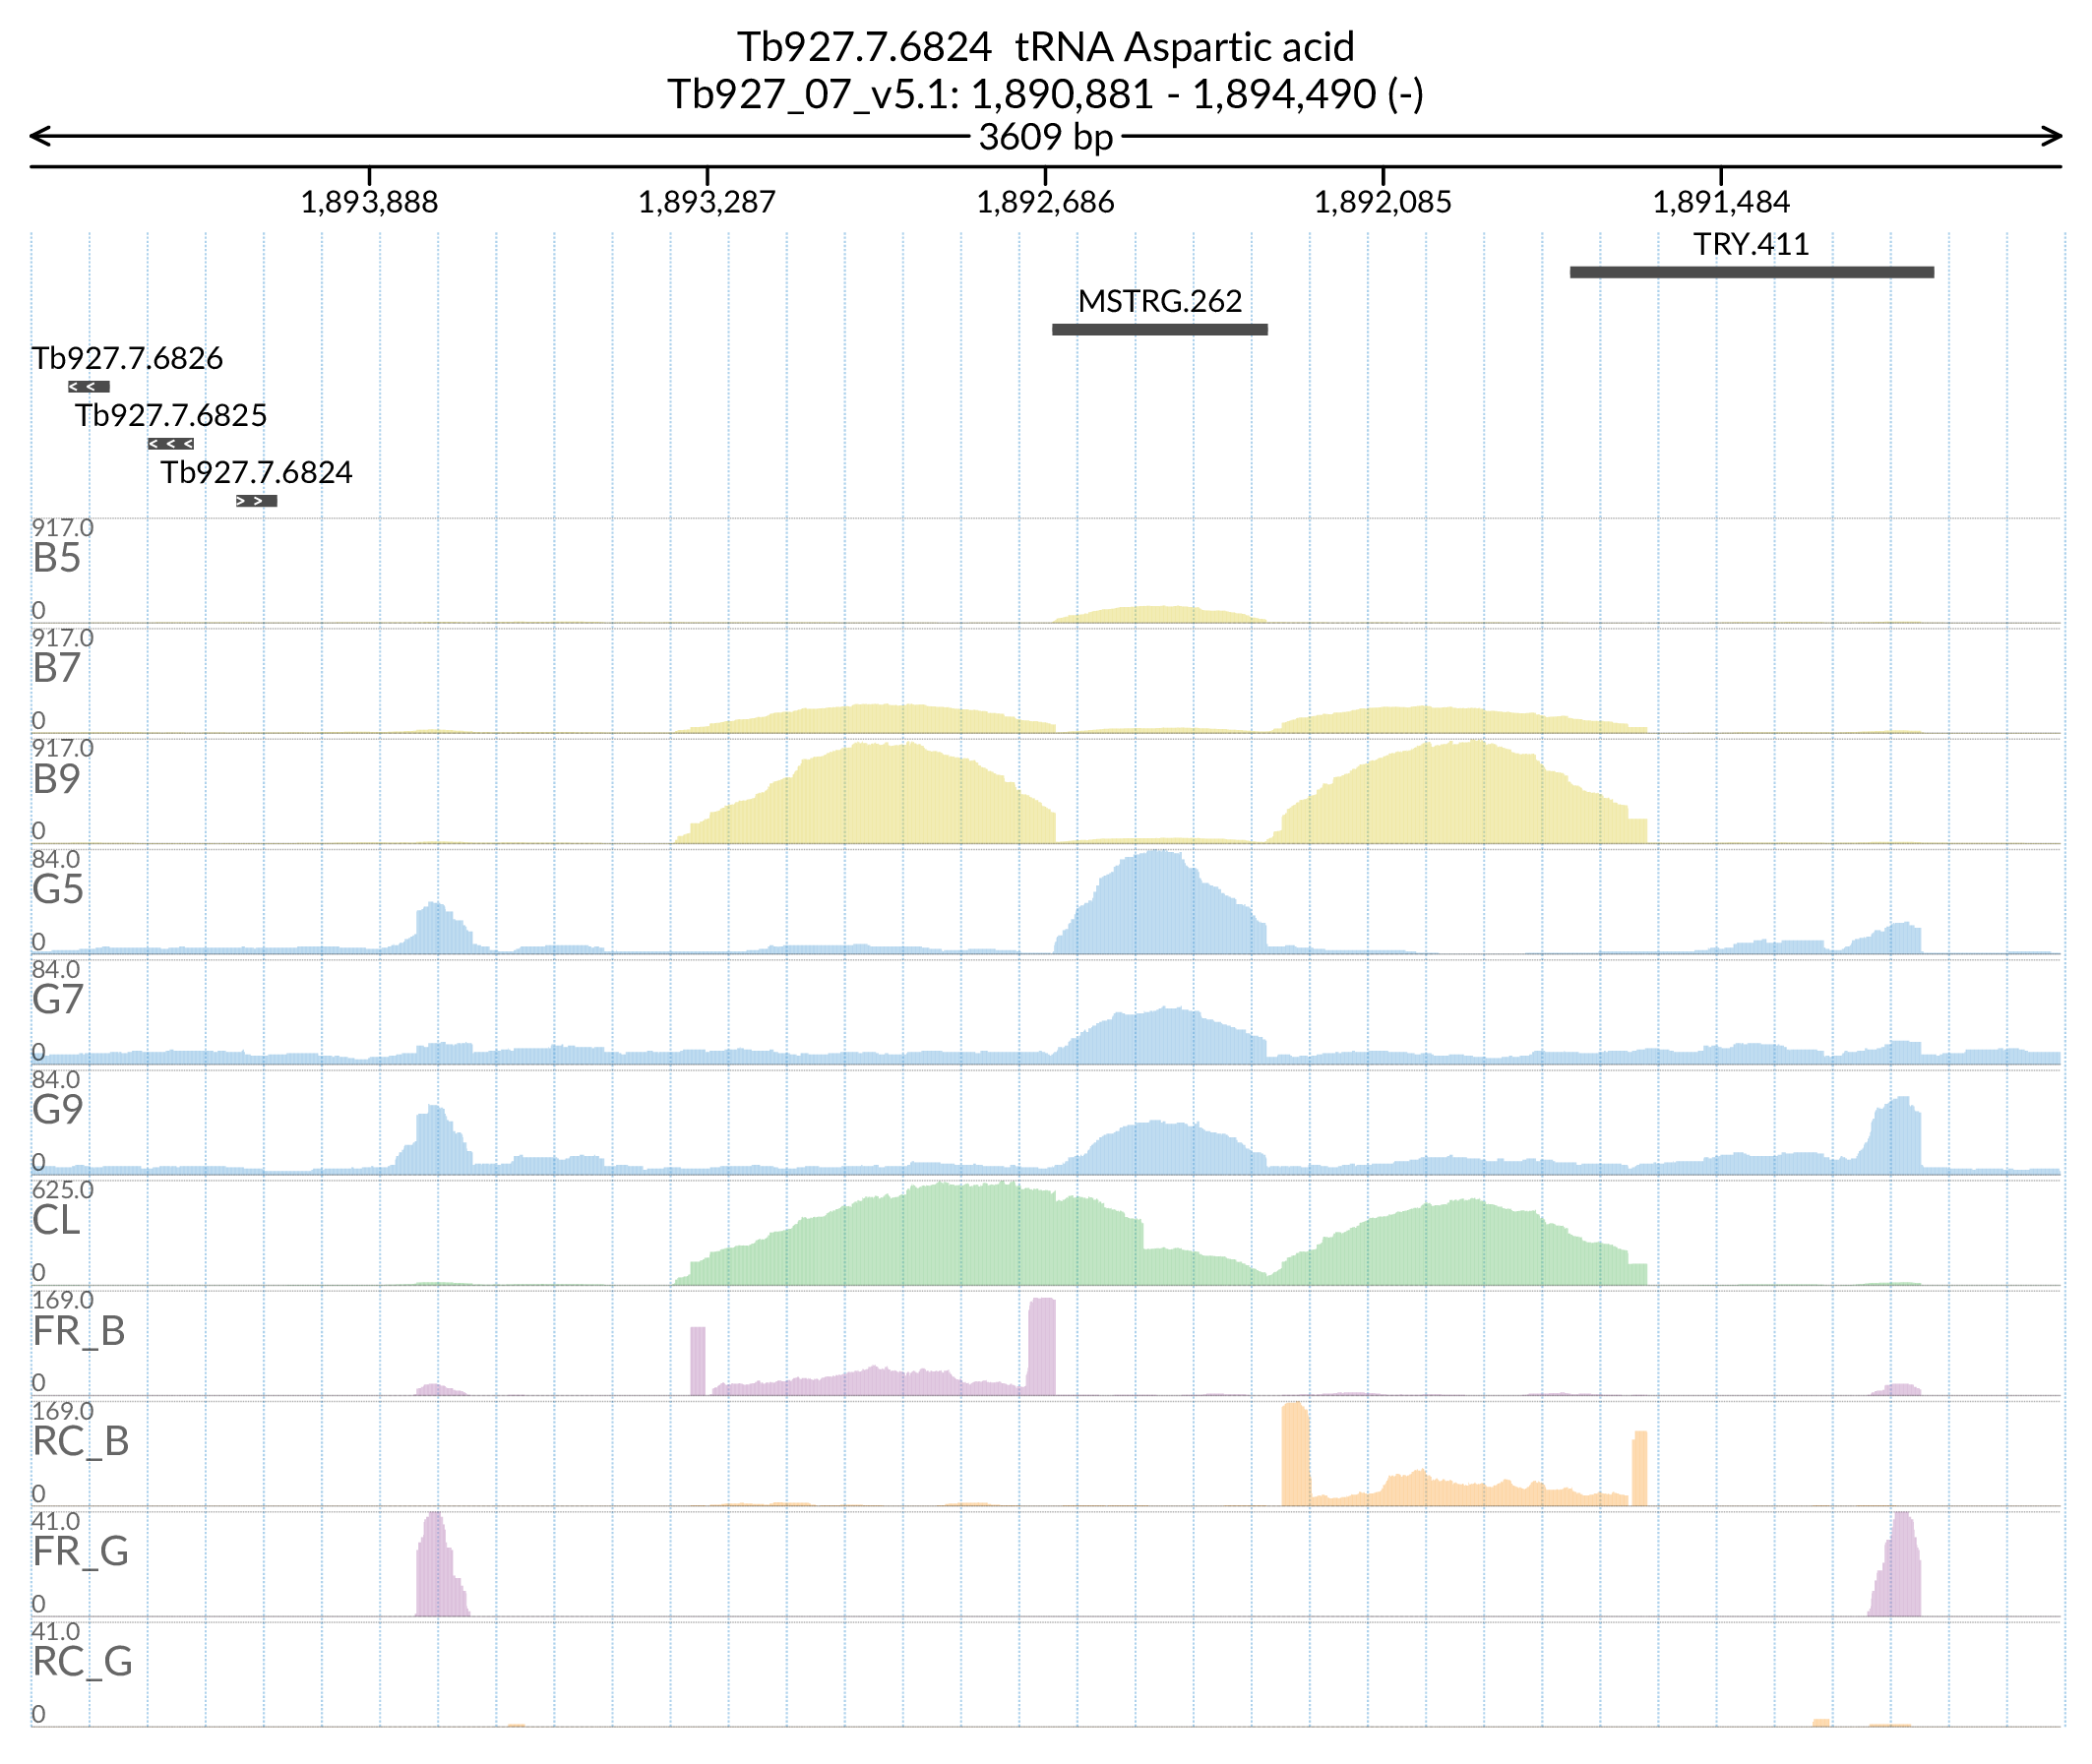 Tb927.7.6824 tRNA Aspartic acid
Tb927_07_v5.1: 1,890,881 - 1,894,490 (-)
3609 bp
1,893,888 1,893,287 1,892,686 1,892,085 1,891,484
TRY.411
MSTRG.262
Tb927.7.6826
< <
Tb927.7.6825
< < <
Tb927.7.6824
> >
917.0
B5
0
917.0
B7
0
917.0
B9
0
84.0
G5
0
84.0
G7
0
84.0
G9
0
625.0
CL
0
169.0
FR_B
0
169.0
RC_B
0
41.0
FR_G
0
41.0
RC_G
0